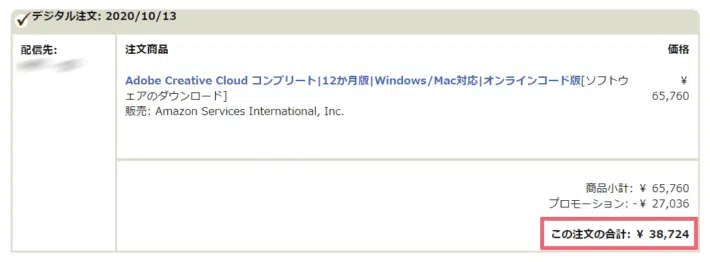 デジタル注文: 2020/10/13
配信先:
注文商品 価格
Adobe Creative Cloud コンプリート|12か月版|Windows/Mac対応|オンラインコード版[ソフトウェアのダウンロード] ¥ 65,760
販売: Amazon Services International, Inc.
商品小計: ¥ 65,760
プロモーション: -¥ 27,036
この注文の合計: ¥ 38,724